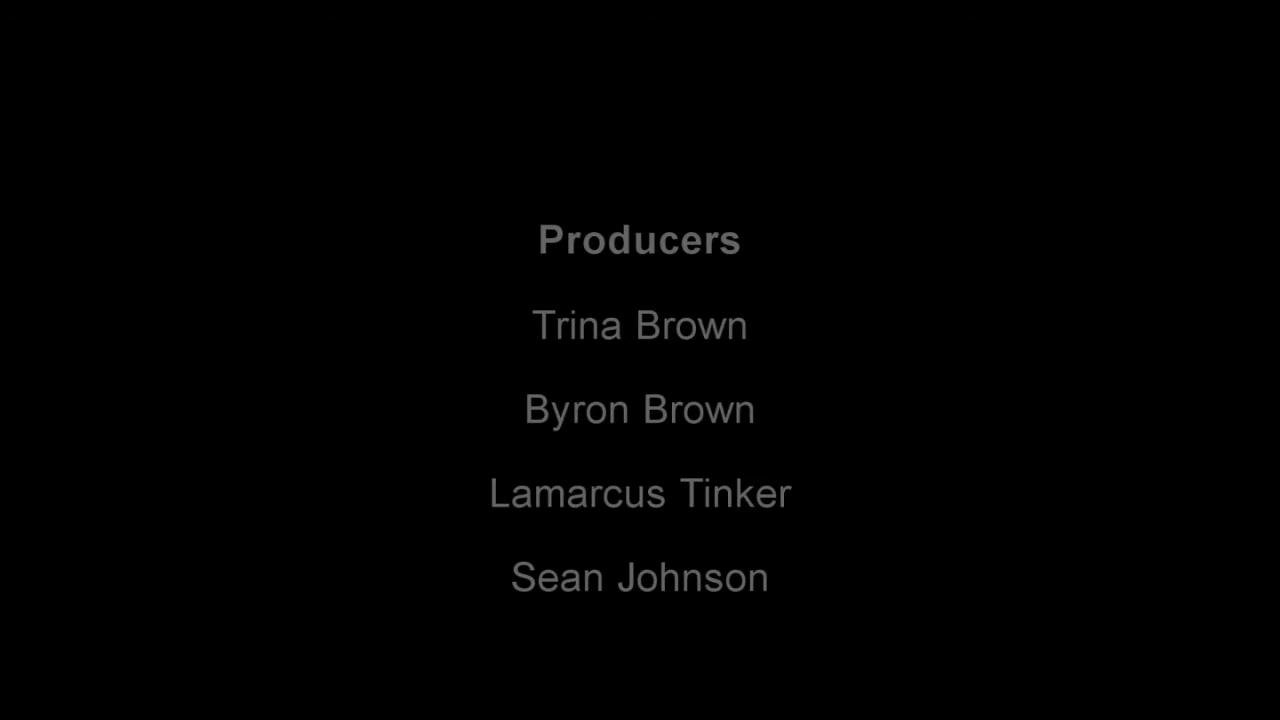 Producers
Trina Brown
Byron Brown
Lamarcus Tinker
Sean Johnson